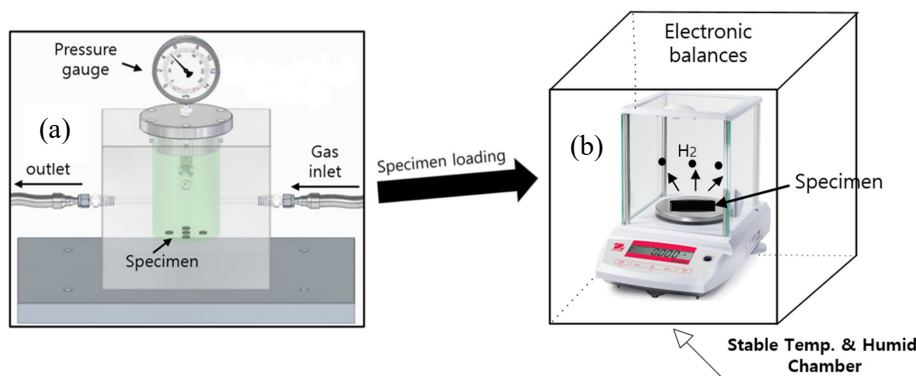 Pressure
gauge
(a)
outlet
Gas
inlet
Specimen
Specimen loading
Electronic
balances
(b)
H2
Specimen
Stable Temp. & Humid
Chamber